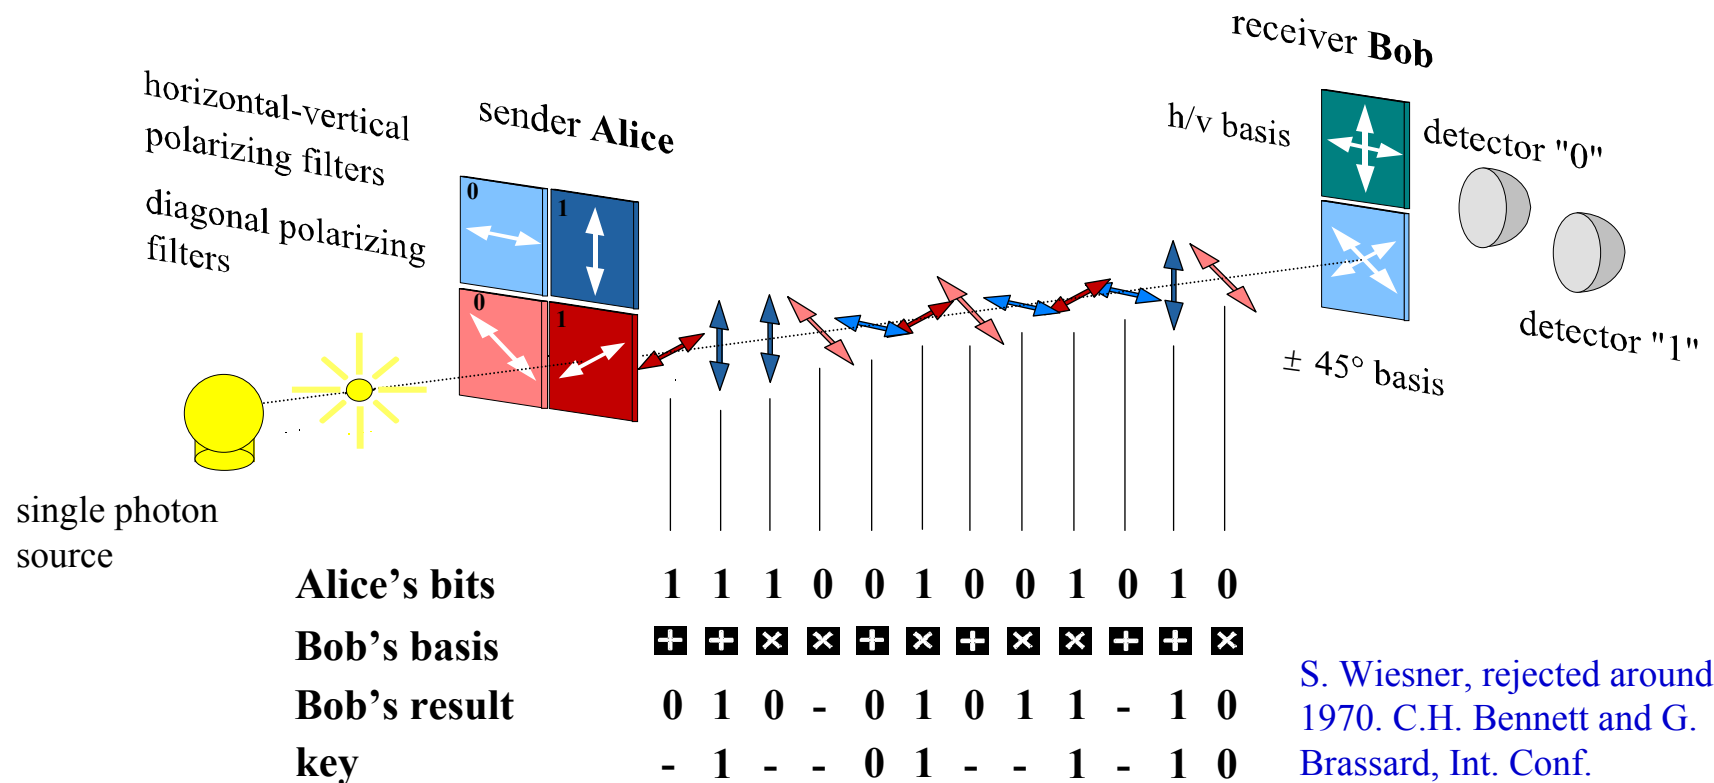 receiver Bob
horizontal-vertical
polarizing filters
sender Alice
h/v basis
detector "0"
diagonal polarizing
filters
0
1
0
1
detector "1"
± 45° basis
single photon
source
Alice’s bits 1 1 1 0 0 1 0 0 1 0 1 0
Bob’s basis + + × × + × + × × + + ×
Bob’s result 0 1 0 - 0 1 0 1 1 - 1 0
key - 1 - - 0 1 - - 1 - 1 0
S. Wiesner, rejected around
1970. C.H. Bennett and G.
Brassard, Int. Conf.